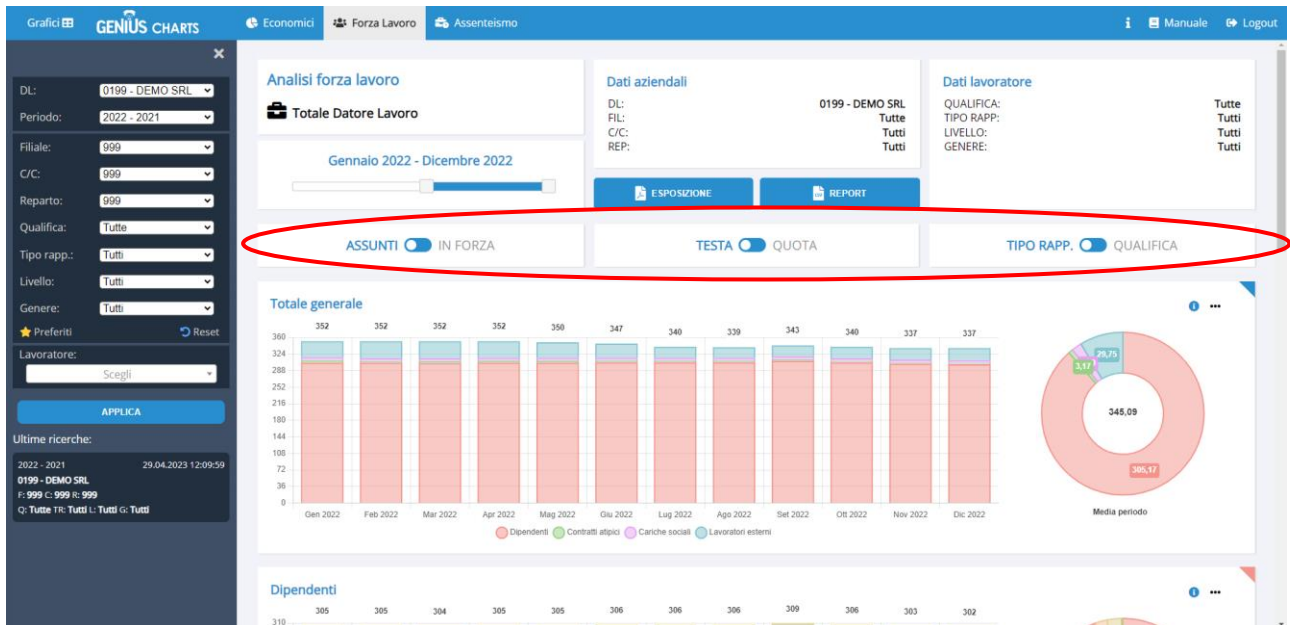 Grafici
GENIUS CHARTS
Economici
Forza Lavoro
Assenteismo
i
Manuale
Logout
×
DL: 0199 - DEMO SRL
Periodo: 2022 - 2021
Filiale: 999
C/C: 999
Reparto: 999
Qualifica: Tutte
Tipo rapp.: Tutti
Livello: Tutti
Genere: Tutti
Preferiti
Reset
Lavoratore:
Scegli
APPLICA
Ultime ricerche:
2022 - 2021 29.04.2023 12:09:59
0199 - DEMO SRL
F: 999 C: 999 R: 999
Q: Tutte TR: Tutti L: Tutti G: Tutti
Analisi forza lavoro
Totale Datore Lavoro
Gennaio 2022 - Dicembre 2022
Dati aziendali
DL: 0199 - DEMO SRL
FIL: Tutte
C/C: Tutti
REP: Tutti
ESPOSIZIONE
REPORT
Dati lavoratore
QUALIFICA: Tutte
TIPO RAPP: Tutti
LIVELLO: Tutti
GENERE: Tutti
ASSUNTI IN FORZA
TESTA QUOTA
TIPO RAPP. QUALIFICA
Totale generale
352 352 352 352 350 347 340 339 343 340 337 337
360
324
288
252
216
180
144
108
72
36
0
Gen 2022 Feb 2022 Mar 2022 Apr 2022 Mag 2022 Giu 2022 Lug 2022 Ago 2022 Set 2022 Ott 2022 Nov 2022 Dic 2022
Dipendenti Contratti atipici Cariche sociali Lavoratori esterni
29,75
3,17
345,09
305,17
Media periodo
Dipendenti
305 305 304 305 305 306 306 306 309 306 303 302
310